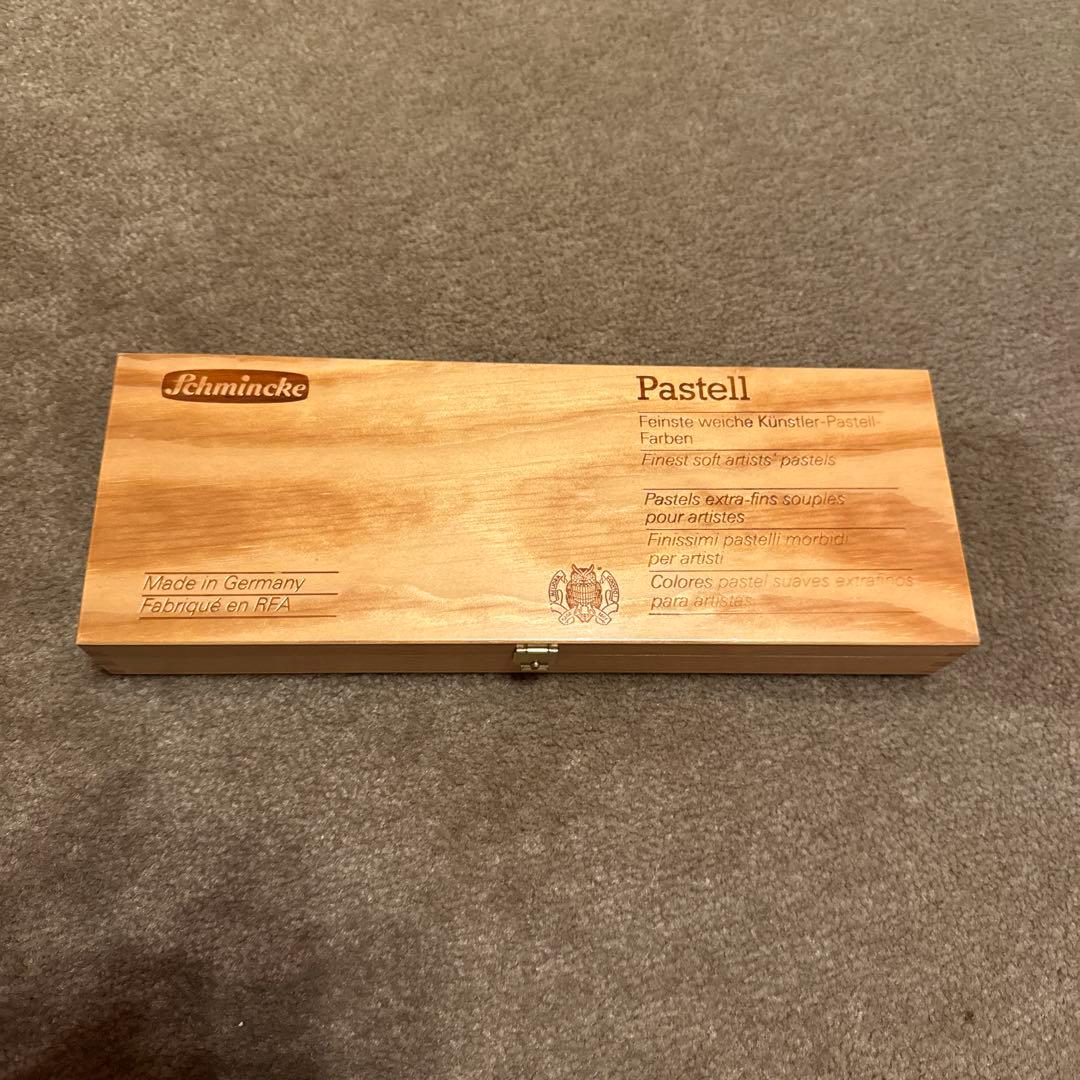 Schmincke
Pastell
Feinste weiche Künstler-Pastell-
Farben
Finest soft artists' pastels
Pastels extra-fins souples
pour artistes
Finissimi pastelli morbidi
per artisti
Colores pastel suaves extrafinos
para artistas
Made in Germany
Fabriqué en RFA